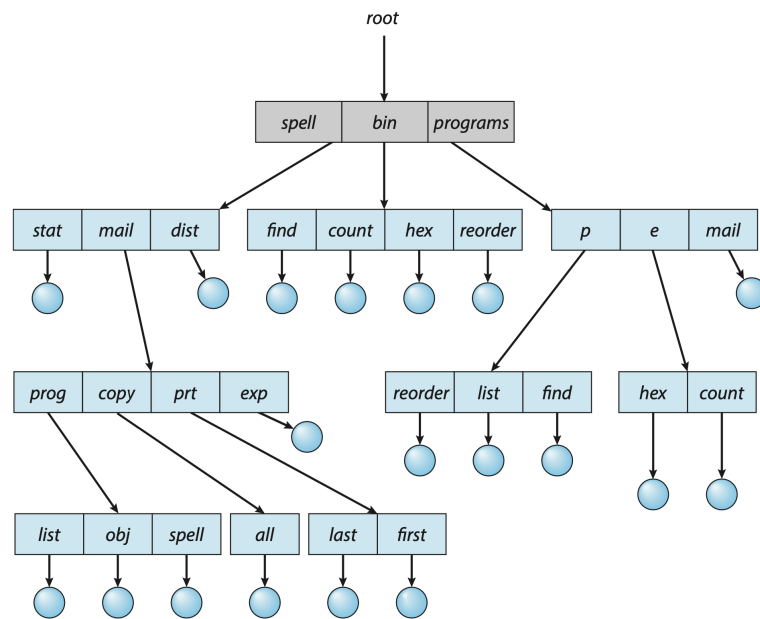 root
spell bin programs
stat mail dist find count hex reorder p e mail
prog copy prt exp reorder list find hex count
list obj spell all last first